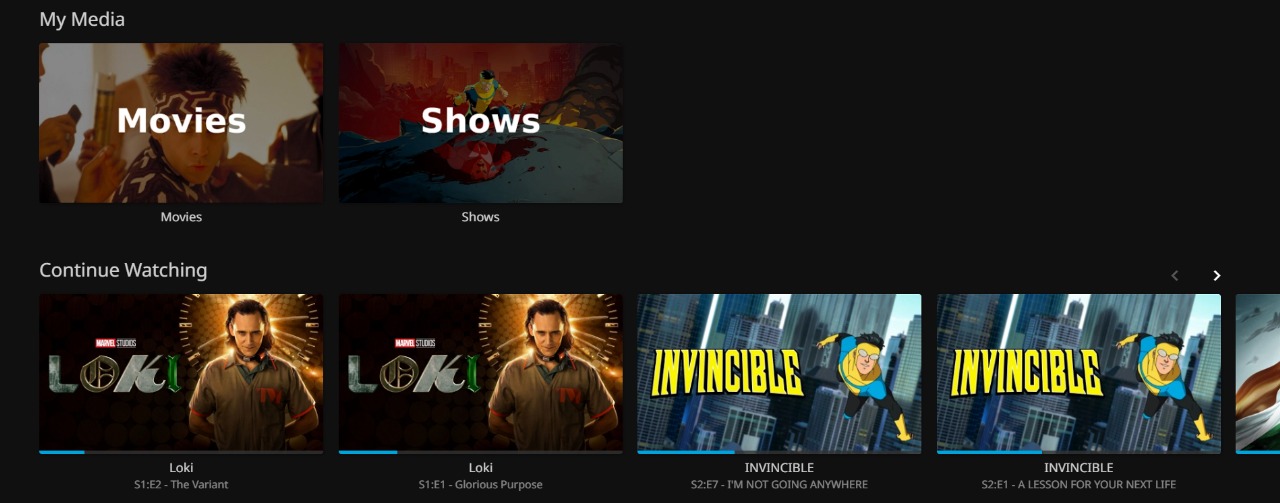 My Media
Movies
Shows
Movies
Shows
Continue Watching
MARVEL STUDIOS
LOKI
MARVEL STUDIOS
LOKI
INVINCIBLE
INVINCIBLE
Loki
Loki
INVINCIBLE
INVINCIBLE
S1:E2 - The Variant
S1:E1 - Glorious Purpose
S2:E7 - I'M NOT GOING ANYWHERE
S2:E1 - A LESSON FOR YOUR NEXT LIFE